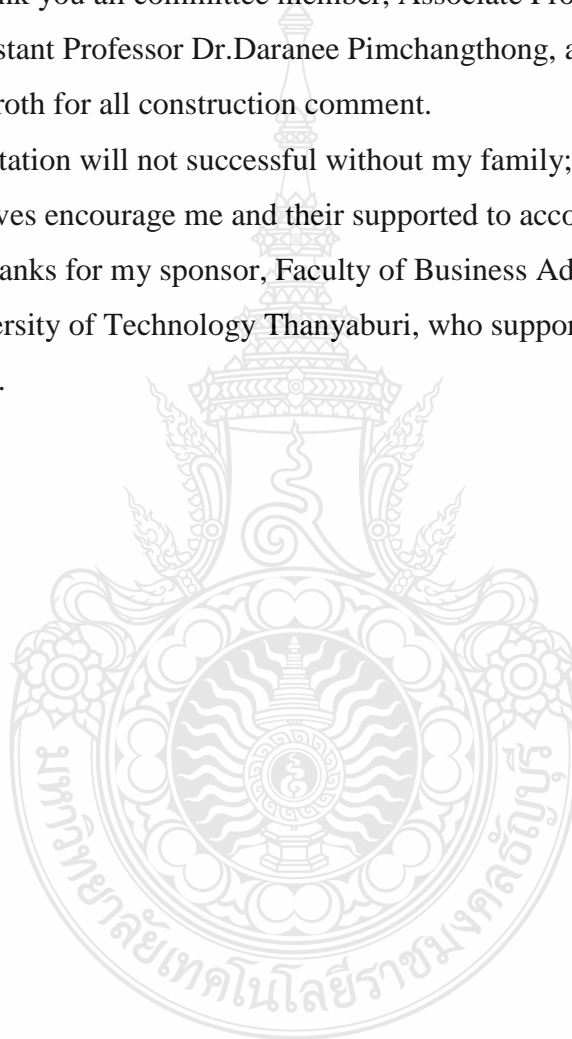 nk you all committee member, Associate Pro
stant Professor Dr.Daranee Pimchangthong, a
roth for all construction comment.
tation will not successful without my family;
ves encourage me and their supported to acco
anks for my sponsor, Faculty of Business Ad
ersity of Technology Thanyaburi, who suppor
.
มหาวิทยาลัยเทคโนโลยีราชมงคลธัญบุรี